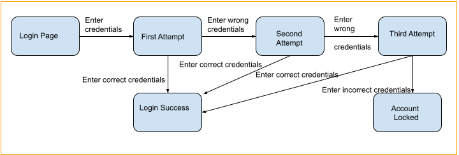 Enter
credentials
Enter wrong
credentials
Enter
wrong
credentials
Login Page
First Attempt
Second
Attempt
Third Attempt
Enter correct credentials
Enter correct credentials
Enter correct credentials
Enter incorrect credentials
Login Success
Account
Locked